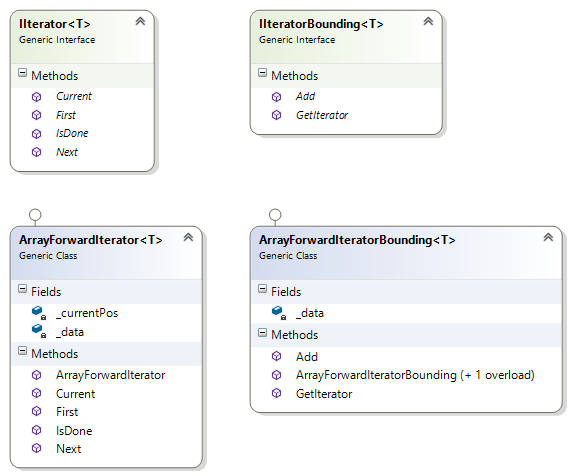 IIterator<T>
Generic Interface
Methods
Current
First
IsDone
Next
IIteratorBounding<T>
Generic Interface
Methods
Add
GetIterator
ArrayForwardIterator<T>
Generic Class
Fields
_currentPos
_data
Methods
ArrayForwardIterator
Current
First
IsDone
Next
ArrayForwardIteratorBounding<T>
Generic Class
Fields
_data
Methods
Add
ArrayForwardIteratorBounding (+ 1 overload)
GetIterator